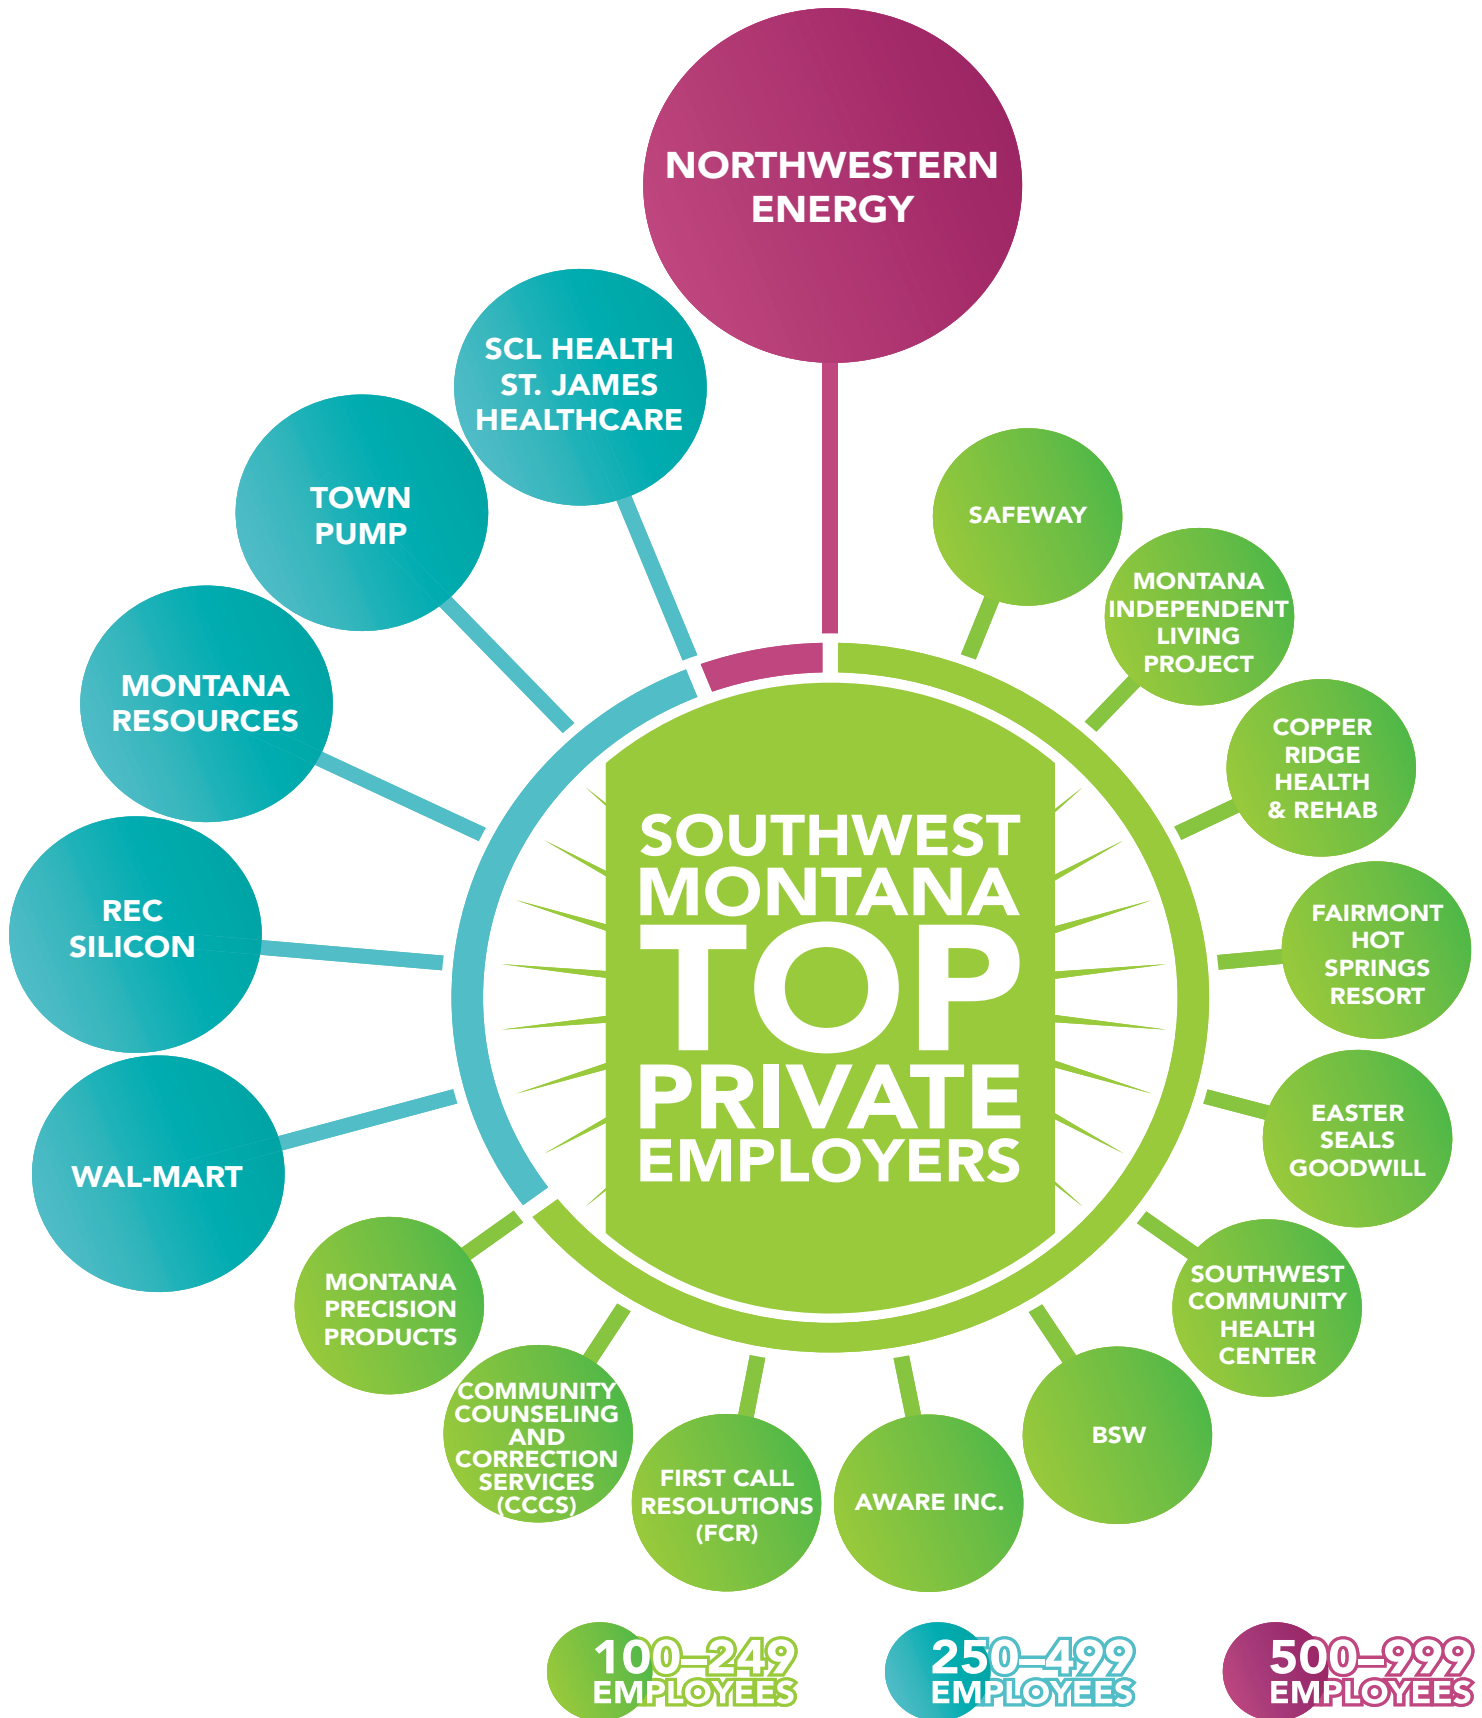 NORTHWESTERN
ENERGY
SCL HEALTH
ST. JAMES
HEALTHCARE
TOWN
PUMP
MONTANA
RESOURCES
REC
SILICON
WAL-MART
SAFEWAY
MONTANA
INDEPENDENT
LIVING
PROJECT
COPPER
RIDGE
HEALTH
& REHAB
FAIRMONT
HOT
SPRINGS
RESORT
EASTER
SEALS
GOODWILL
SOUTHWEST
COMMUNITY
HEALTH
CENTER
BSW
AWARE INC.
FIRST CALL
RESOLUTIONS
(FCR)
COMMUNITY
COUNSELING
AND
CORRECTION
SERVICES
(CCCS)
MONTANA
PRECISION
PRODUCTS
SOUTHWEST
MONTANA
TOP
PRIVATE
EMPLOYERS
100–249
EMPLOYEES
250–499
EMPLOYEES
500–999
EMPLOYEES